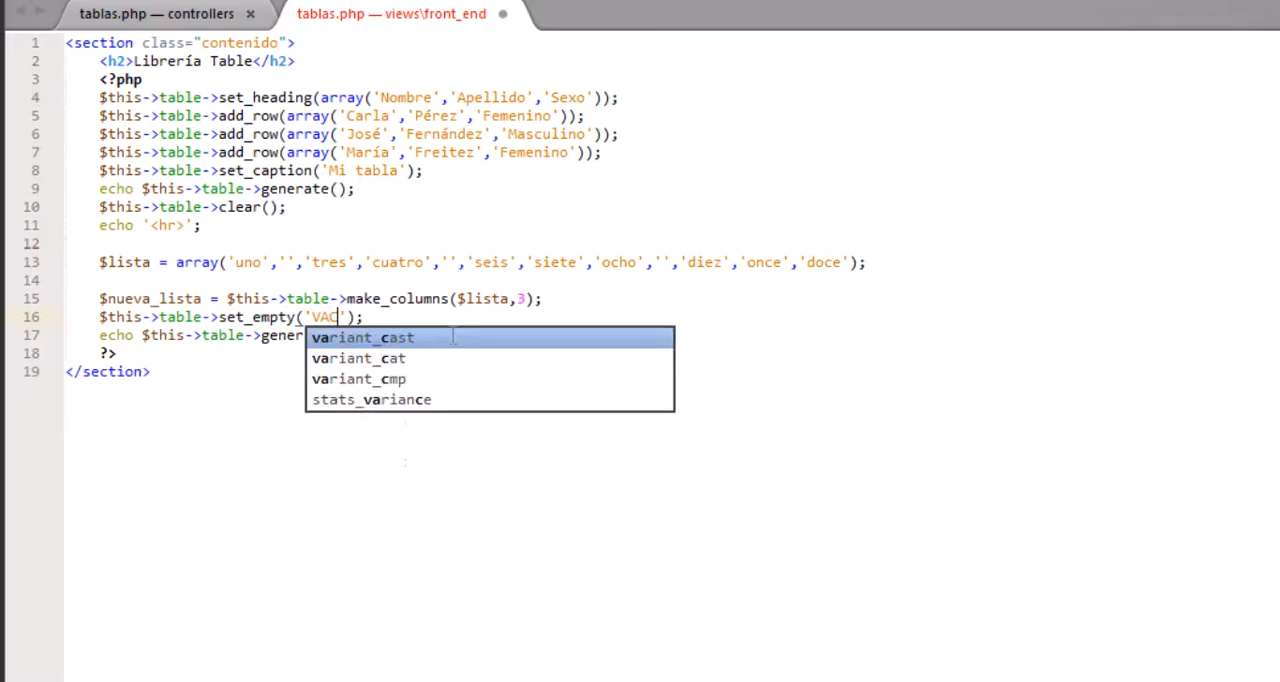 tablas.php — controllers × tablas.php — views\front_end
1 <section class="contenido">
2 <h2>Librería Table</h2>
3 <?php
4 $this->table->set_heading(array('Nombre','Apellido','Sexo'));
5 $this->table->add_row(array('Carla','Pérez','Femenino'));
6 $this->table->add_row(array('José','Fernández','Masculino'));
7 $this->table->add_row(array('María','Freitez','Femenino'));
8 $this->table->set_caption('Mi tabla');
9 echo $this->table->generate();
10 $this->table->clear();
11 echo '<hr>';
12
13 $lista = array('uno','','tres','cuatro','','seis','siete','ocho','','diez','once','doce');
14
15 $nueva_lista = $this->table->make_columns($lista,3);
16 $this->table->set_empty('VAC');
17 echo $this->table->gener
variant_cast
18 ?>
variant_cat
19 </section>
variant_cmp
stats_variance